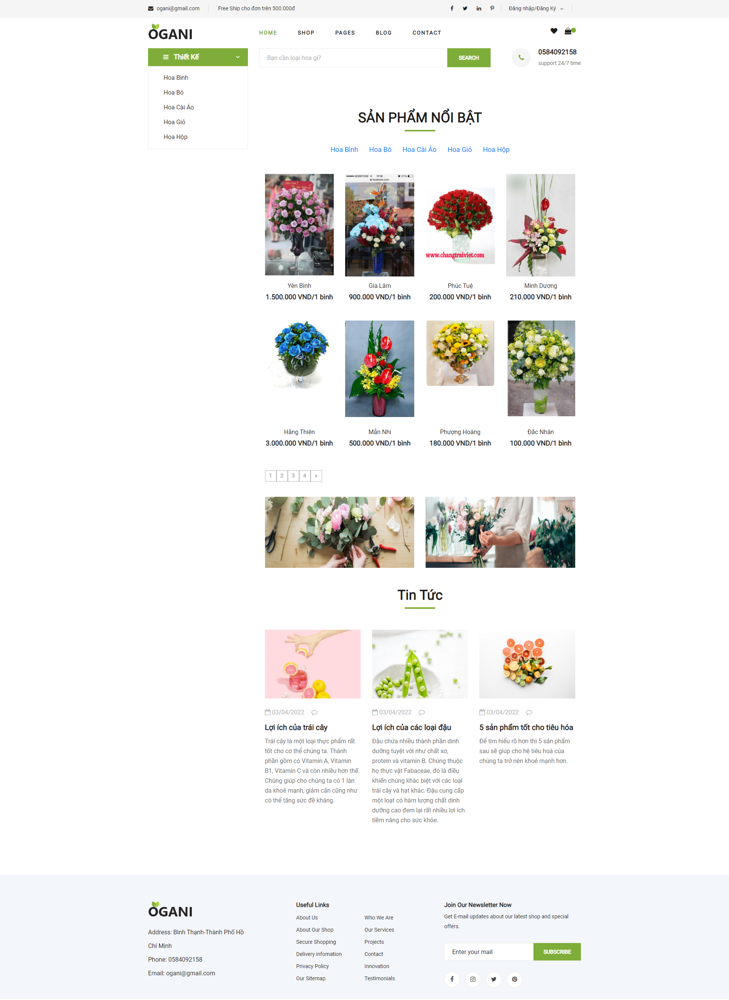 ogani@gmail.com
Free Ship cho đơn trên 500.000đ
Đăng nhập/Đăng Ký
OGANI
HOME SHOP PAGES BLOG CONTACT
Thiết Kế
Bạn cần loại hoa gì?
SEARCH
0584092158
support 24/7 time
Hoa Bình
Hoa Bó
Hoa Cài Áo
Hoa Giỏ
Hoa Hộp
SẢN PHẨM NỔI BẬT
Hoa Bình Hoa Bó Hoa Cài Áo Hoa Giỏ Hoa Hộp
MOBIFONE 17:12 27%
facebook.com
www.changtraiviet.com
Yên Bình
1.500.000 VND/1 bình
Gia Lâm
900.000 VND/1 bình
Phúc Tuệ
200.000 VND/1 bình
Minh Dương
210.000 VND/1 bình
Hằng Thiên
3.000.000 VND/1 bình
Mẫn Nhi
500.000 VND/1 bình
Phượng Hoàng
180.000 VND/1 bình
Đắc Nhân
100.000 VND/1 bình
1 2 3 4 »
Tin Tức
03/04/2022
Lợi ích của trái cây
Trái cây là một loại thực phẩm rất
tốt cho cơ thể chúng ta. Thành
phần gồm có Vitamin A, Vitamin
B1, Vitamin C và còn nhiều hơn thế.
Chúng giúp cho chúng ta có 1 làn
da khoẻ mạnh, giảm cân cũng như
có thể tăng sức đề kháng.
03/04/2022
Lợi ích của các loại đậu
Đậu chứa nhiều thành phần dinh
dưỡng tuyệt vời như chất xơ,
protein và vitamin B. Chúng thuộc
họ thực vật Fabaceae, đó là điều
khiến chúng khác biệt với các loại
trái cây và hạt khác. Đậu cung cấp
một loạt có hàm lượng chất dinh
dưỡng cao đem lại rất nhiều lợi ích
tiềm năng cho sức khỏe.
03/04/2022
5 sản phẩm tốt cho tiêu hóa
Để tìm hiểu rõ hơn thì 5 sản phẩm
sau sẽ giúp cho hệ tiêu hoá của
chúng ta trở nên khoẻ mạnh hơn.
OGANI
Address: Bình Thạnh-Thành Phố Hồ
Chí Minh
Phone: 0584092158
Email: ogani@gmail.com
Useful Links
About Us
About Our Shop
Secure Shopping
Delivery infomation
Privacy Policy
Our Sitemap
Who We Are
Our Services
Projects
Contact
Innovation
Testimonials
Join Our Newsletter Now
Get E-mail updates about our latest shop and special
offers.
Enter your mail
SUBSCRIBE